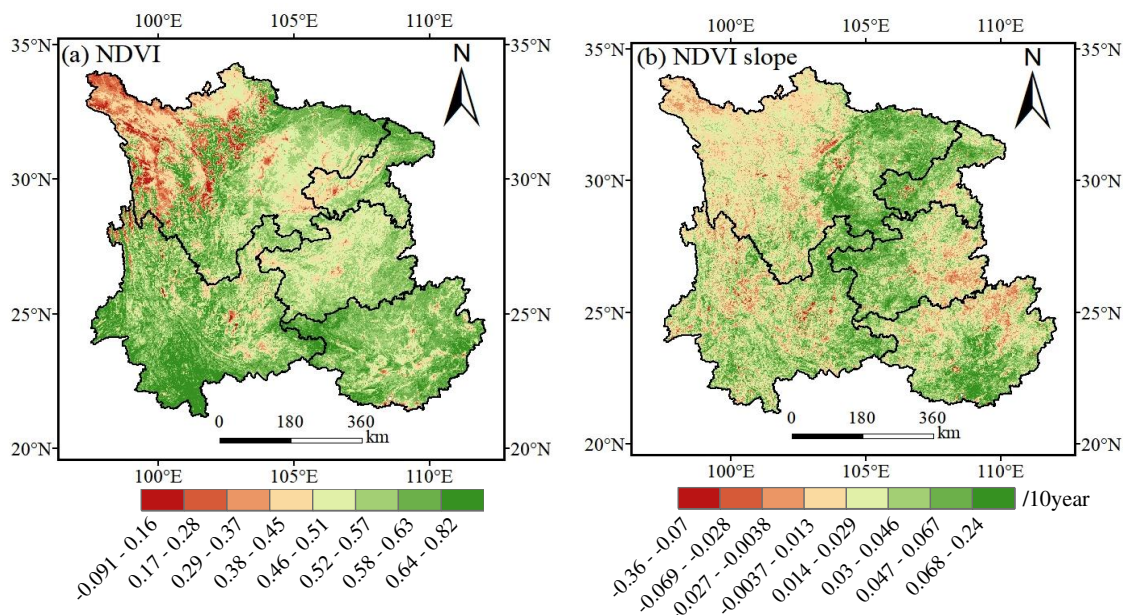 100°E 105°E 110°E
35°N
(a) NDVI
N
30°N
25°N
20°N
0 180 360
km
100°E 105°E 110°E
-0.091 - 0.16
0.17 - 0.28
0.29 - 0.37
0.38 - 0.45
0.46 - 0.51
0.52 - 0.57
0.58 - 0.63
0.64 - 0.82
100°E 105°E 110°E
35°N 35°N
(b) NDVI slope
N
30°N 30°N
25°N 25°N
20°N 20°N
0 180 360
km
100°E 105°E 110°E
/10year
-0.36 - -0.07
-0.069 - -0.028
-0.027 - -0.0038
-0.0037 - 0.013
0.014 - 0.029
0.03 - 0.046
0.047 - 0.067
0.068 - 0.24